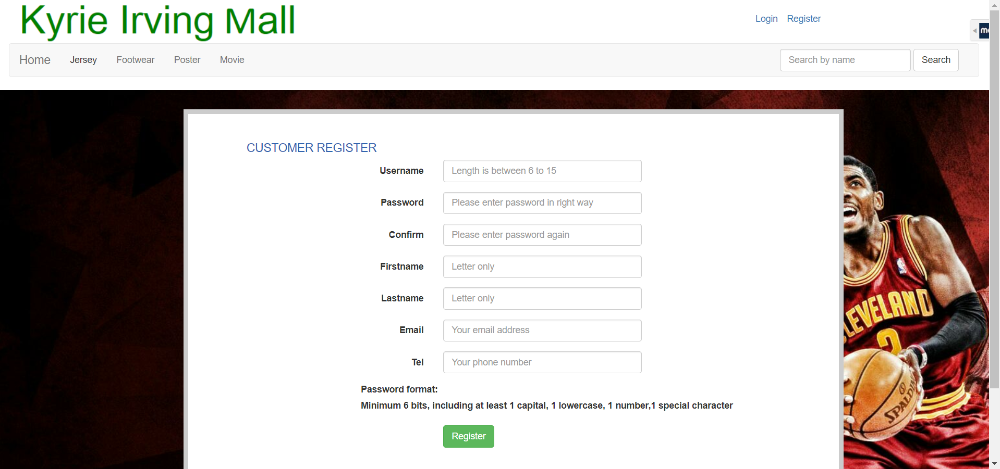 Kyrie Irving Mall
Login Register
Home Jersey Footwear Poster Movie Search by name Search
CUSTOMER REGISTER
Username Length is between 6 to 15
Password Please enter password in right way
Confirm Please enter password again
Firstname Letter only
Lastname Letter only
Email Your email address
Tel Your phone number
Password format:
Minimum 6 bits, including at least 1 capital, 1 lowercase, 1 number,1 special character
Register
CLEVELAND
2
SPALDING